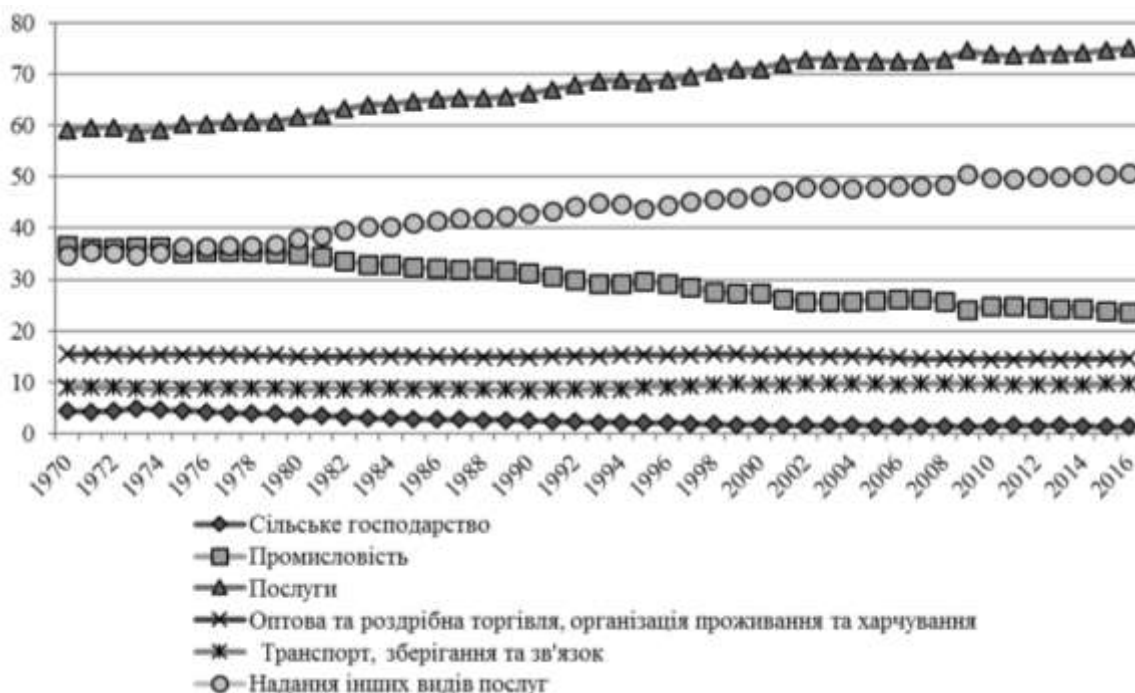 80
70
60
50
40
30
20
10
0
1970 1972 1974 1976 1978 1980 1982 1984 1986 1988 1990 1992 1994 1996 1998 2000 2002 2004 2006 2008 2010 2012 2014 2016
Сільське господарство
Промисловість
Послуги
Оптова та роздрібна торгівля, організація проживання та харчування
Транспорт, зберігання та зв'язок
Надання інших видів послуг